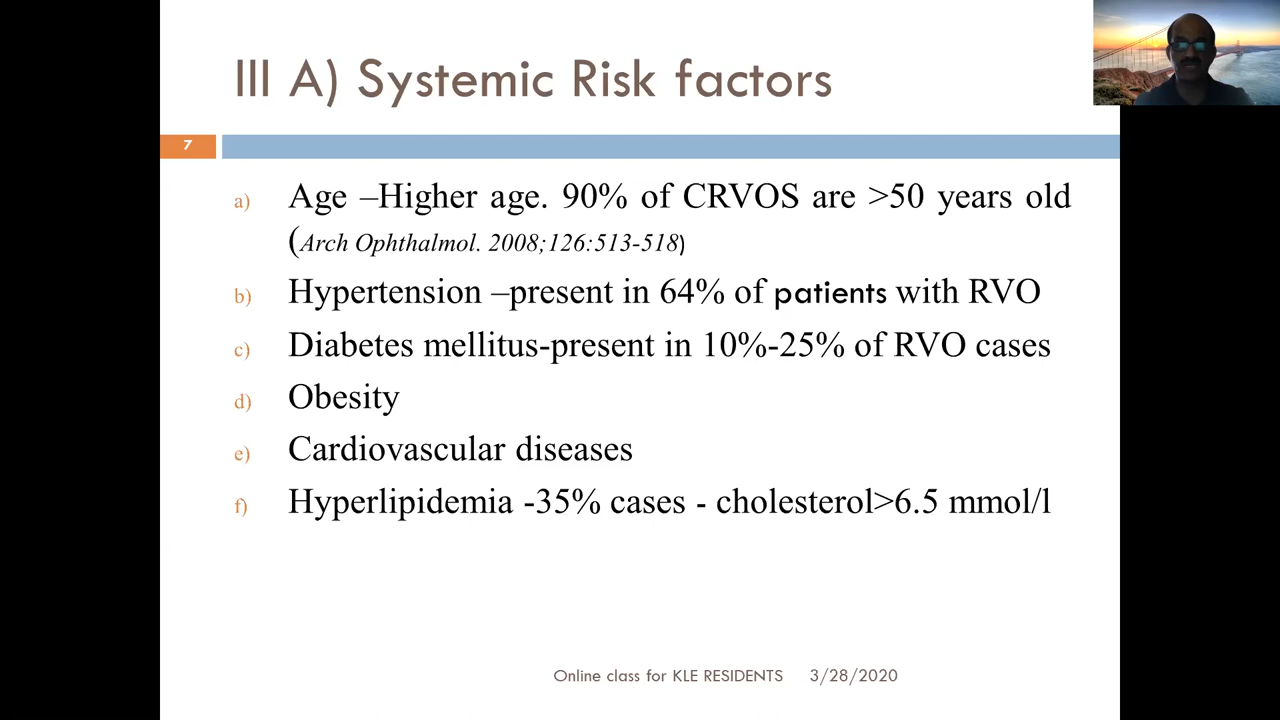 III A) Systemic Risk factors
7
a) Age –Higher age. 90% of CRVOS are >50 years old
(Arch Ophthalmol. 2008;126:513-518)
b) Hypertension –present in 64% of patients with RVO
c) Diabetes mellitus-present in 10%-25% of RVO cases
d) Obesity
e) Cardiovascular diseases
f) Hyperlipidemia -35% cases - cholesterol>6.5 mmol/l
Online class for KLE RESIDENTS 3/28/2020